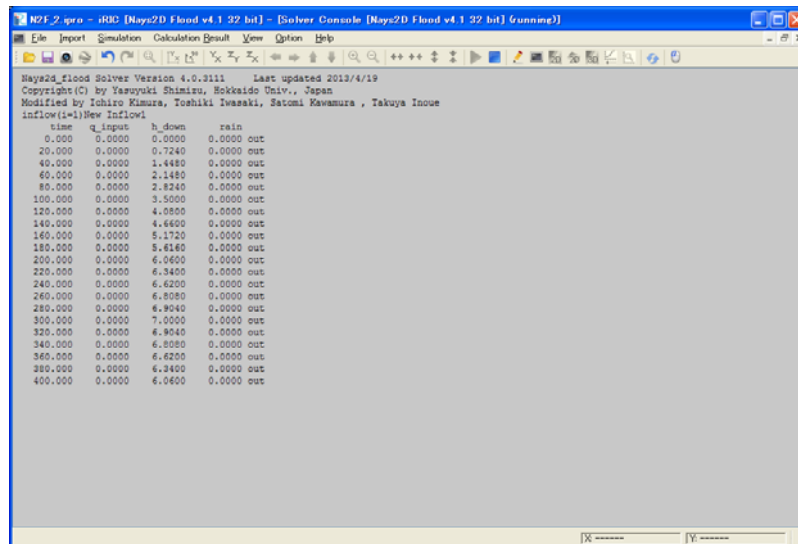 N2F_2.ipro - iRIC [Nays2D Flood v4.1 32 bit] - [Solver Console [Nays2D Flood v4.1 32 bit] (running)]
File Import Simulation Calculation Result View Option Help
Nays2d_flood Solver Version 4.0.3111 Last updated 2013/4/19
Copyright(C) by Yasuyuki Shimizu, Hokkaido Univ., Japan
Modified by Ichiro Kimura, Toshiki Iwasaki, Satomi Kawamura , Takuya Inoue
inflow(i=1)New Inflow1
time q_input h_down rain
0.000 0.0000 0.0000 0.0000 out
20.000 0.0000 0.7240 0.0000 out
40.000 0.0000 1.4480 0.0000 out
60.000 0.0000 2.1480 0.0000 out
80.000 0.0000 2.8240 0.0000 out
100.000 0.0000 3.5000 0.0000 out
120.000 0.0000 4.0800 0.0000 out
140.000 0.0000 4.6600 0.0000 out
160.000 0.0000 5.1720 0.0000 out
180.000 0.0000 5.6160 0.0000 out
200.000 0.0000 6.0600 0.0000 out
220.000 0.0000 6.3400 0.0000 out
240.000 0.0000 6.6200 0.0000 out
260.000 0.0000 6.8080 0.0000 out
280.000 0.0000 6.9040 0.0000 out
300.000 0.0000 7.0000 0.0000 out
320.000 0.0000 6.9040 0.0000 out
340.000 0.0000 6.8080 0.0000 out
360.000 0.0000 6.6200 0.0000 out
380.000 0.0000 6.3400 0.0000 out
400.000 0.0000 6.0600 0.0000 out
X: ------ Y: ------